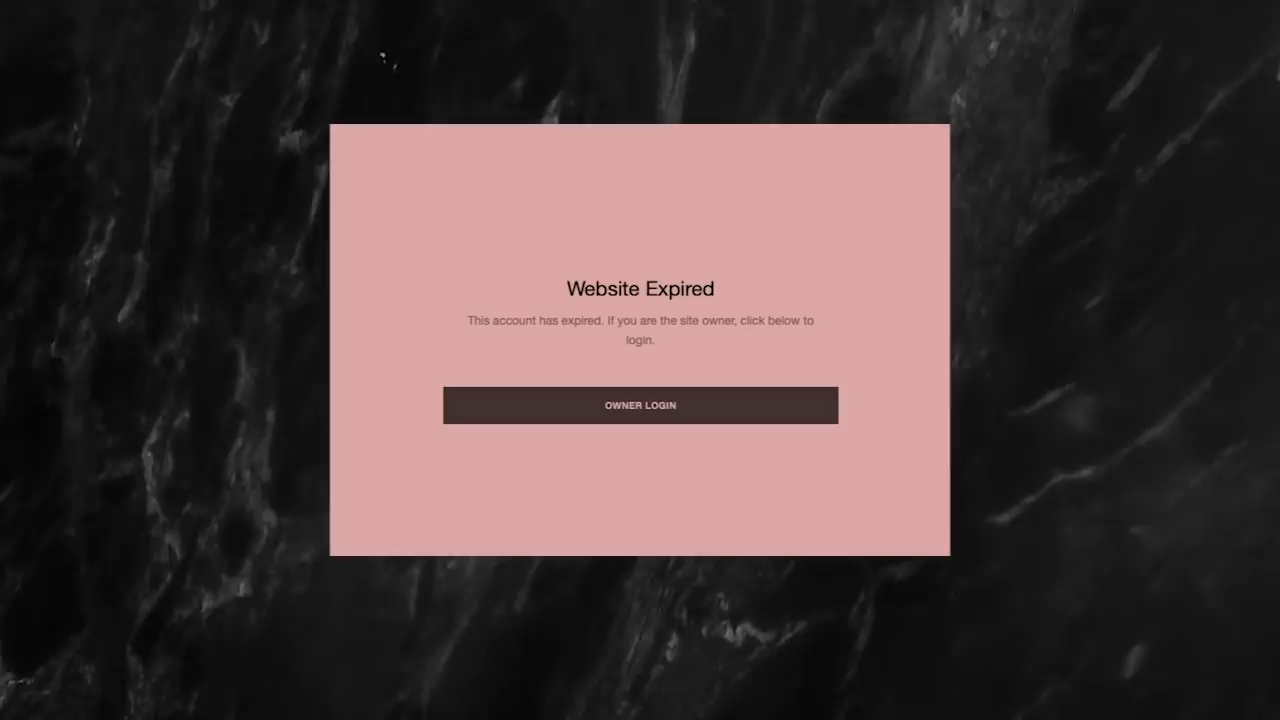 Website Expired
This account has expired. If you are the site owner, click below to
login.
OWNER LOGIN